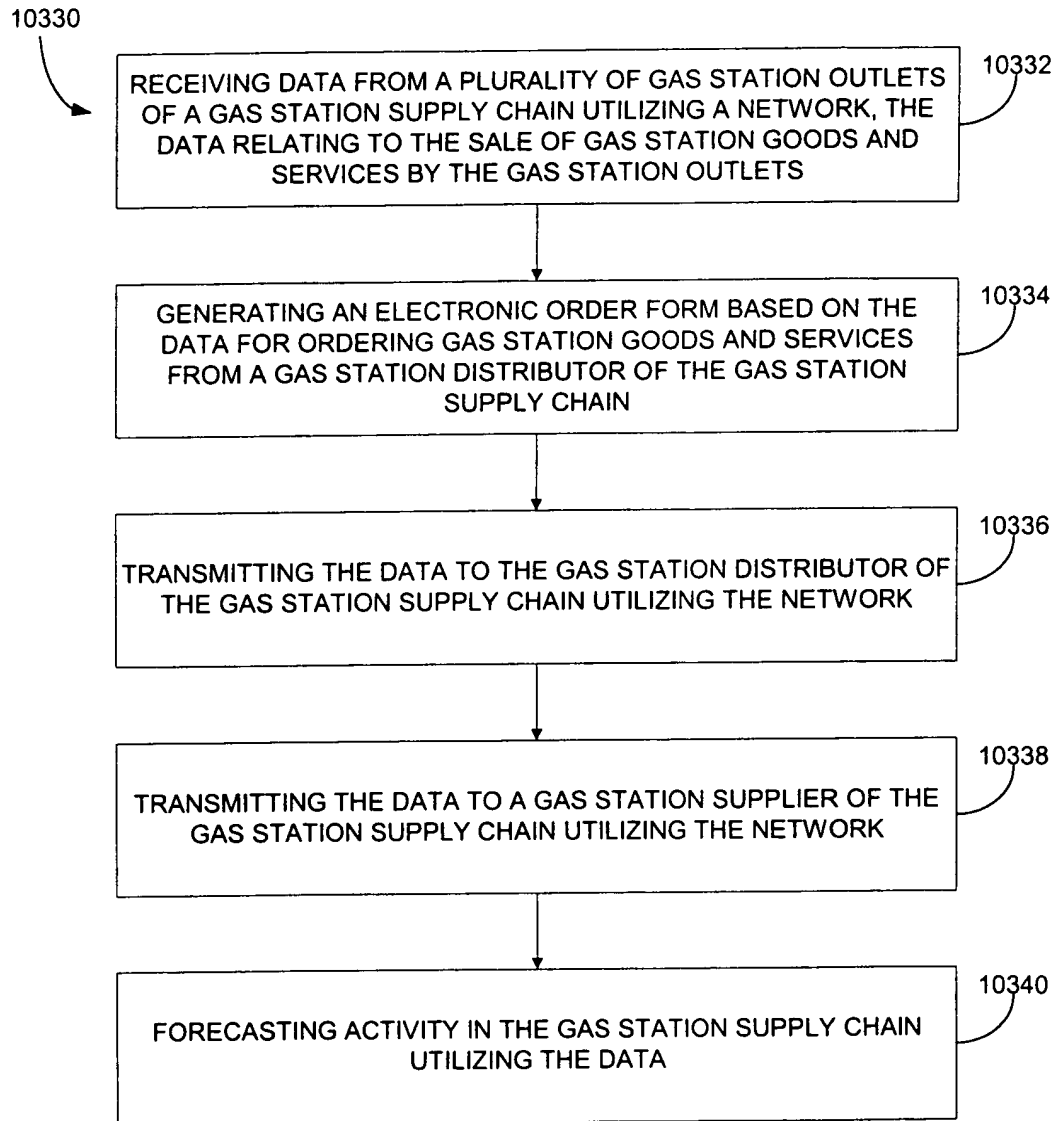 10330
10332
RECEIVING DATA FROM A PLURALITY OF GAS STATION OUTLETS
OF A GAS STATION SUPPLY CHAIN UTILIZING A NETWORK, THE
DATA RELATING TO THE SALE OF GAS STATION GOODS AND
SERVICES BY THE GAS STATION OUTLETS
10334
GENERATING AN ELECTRONIC ORDER FORM BASED ON THE
DATA FOR ORDERING GAS STATION GOODS AND SERVICES
FROM A GAS STATION DISTRIBUTOR OF THE GAS STATION
SUPPLY CHAIN
10336
TRANSMITTING THE DATA TO THE GAS STATION DISTRIBUTOR OF
THE GAS STATION SUPPLY CHAIN UTILIZING THE NETWORK
10338
TRANSMITTING THE DATA TO A GAS STATION SUPPLIER OF THE
GAS STATION SUPPLY CHAIN UTILIZING THE NETWORK
10340
FORECASTING ACTIVITY IN THE GAS STATION SUPPLY CHAIN
UTILIZING THE DATA